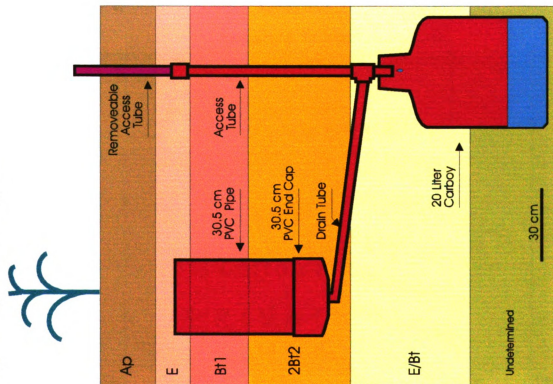 Removeable
Access
Tube
Access
Tube
30.5 cm
PVC Pipe
30.5 cm
PVC End Cap
Drain Tube
20 Liter
Carboy
30 cm
Ap
E
Bt1
2Bt2
E/Bt
Undetermined